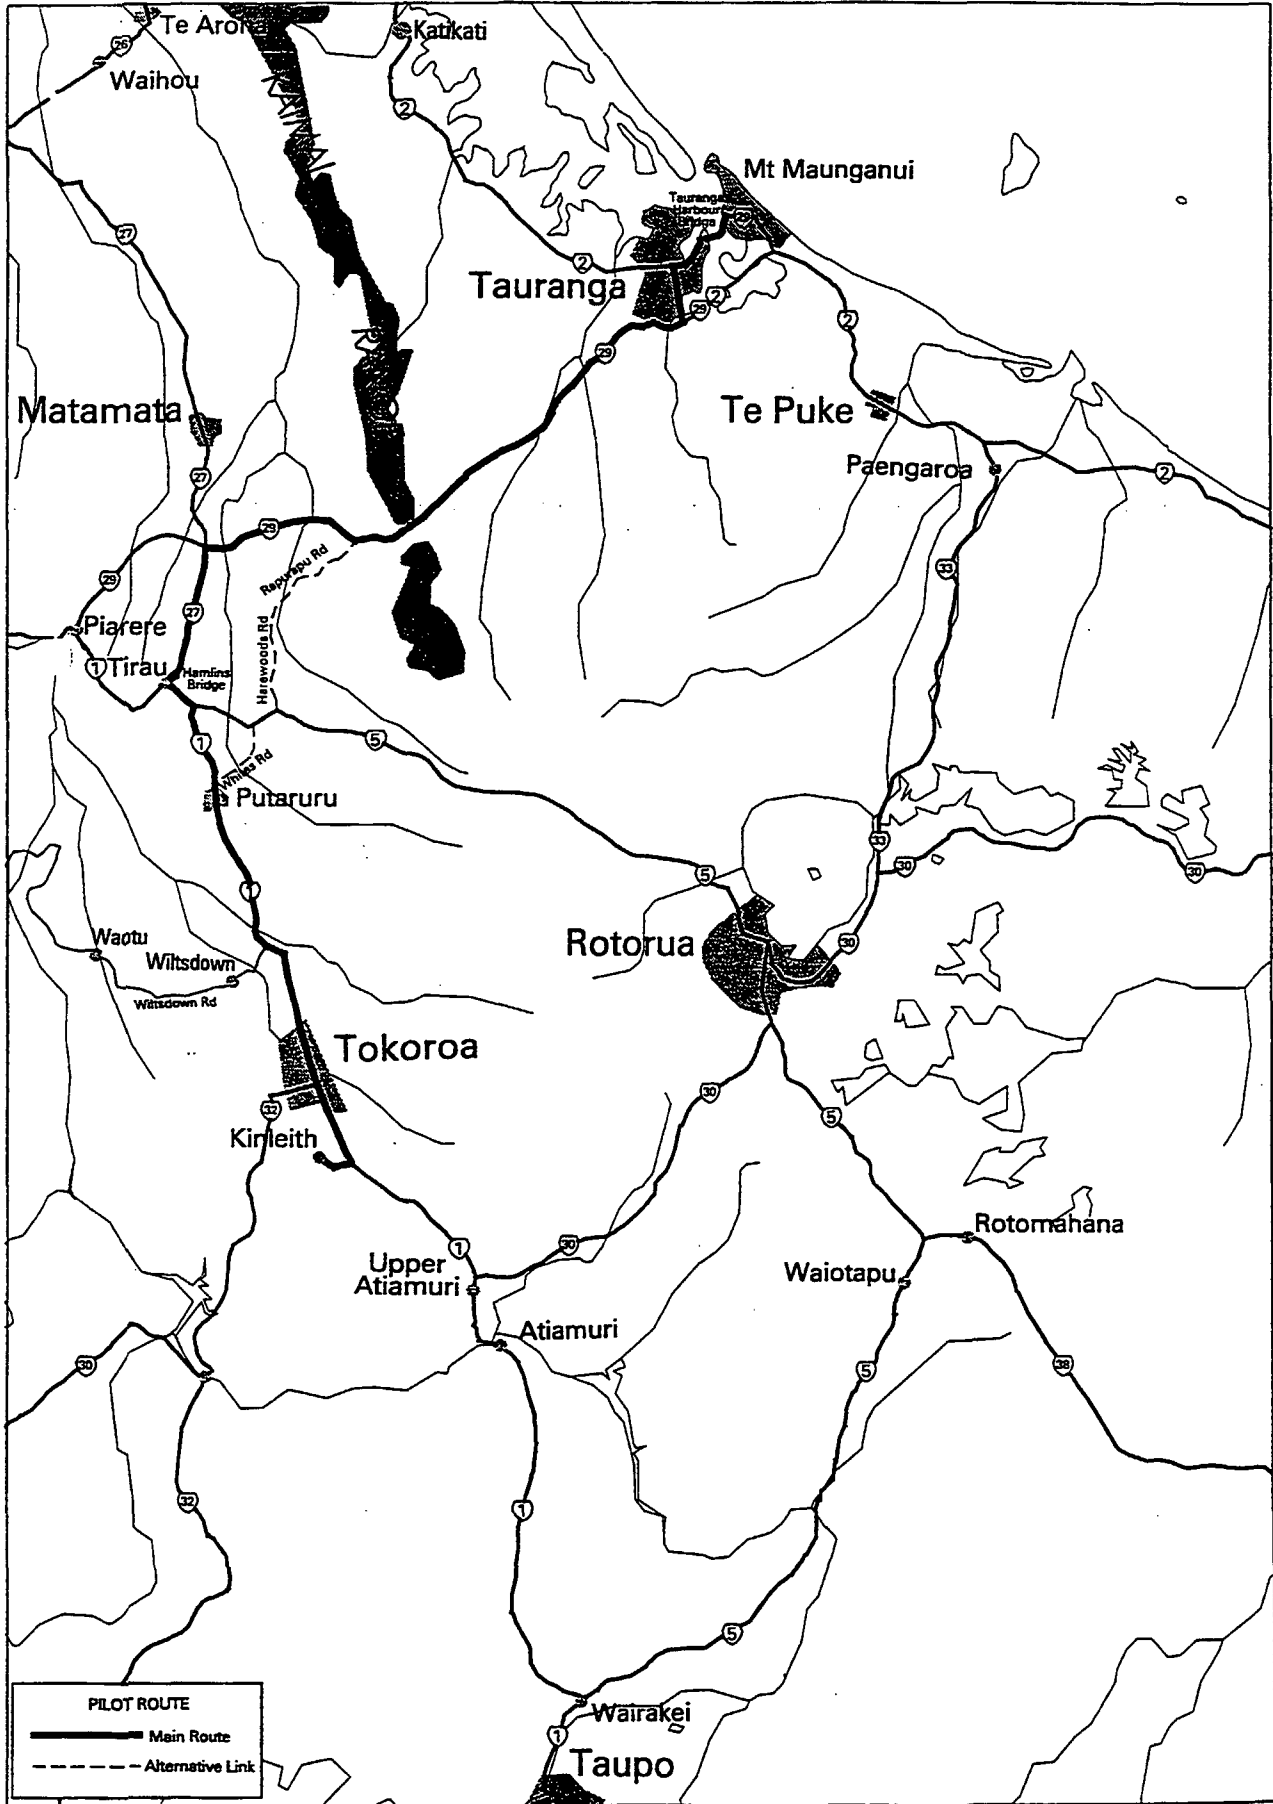 Te Aroha
Katikati
26
Waihou
2
KAIMAI
Mt Maunganui
Tauranga
Harbour
Bridge
29
27
2
Tauranga
2
29
2
29
Matamata
Te Puke
27
Paengaroa
2
29
Rapurapu Rd
33
29
27
Piarere
Harewoods Rd
1
Tirau
Hamlins
Bridge
1
5
Whites Rd
Putaruru
33
30
5
30
1
Waotu
Wiltsdown
Rotorua
30
Wiltsdown Rd
Tokoroa
30
32
5
Kinleith
Rotomahana
1
30
Upper
Atiamuri
Waiotapu
Atiamuri
30
5
38
32
1
5
PILOT ROUTE
Main Route
Alternative Link
Wairakei
1
Taupo